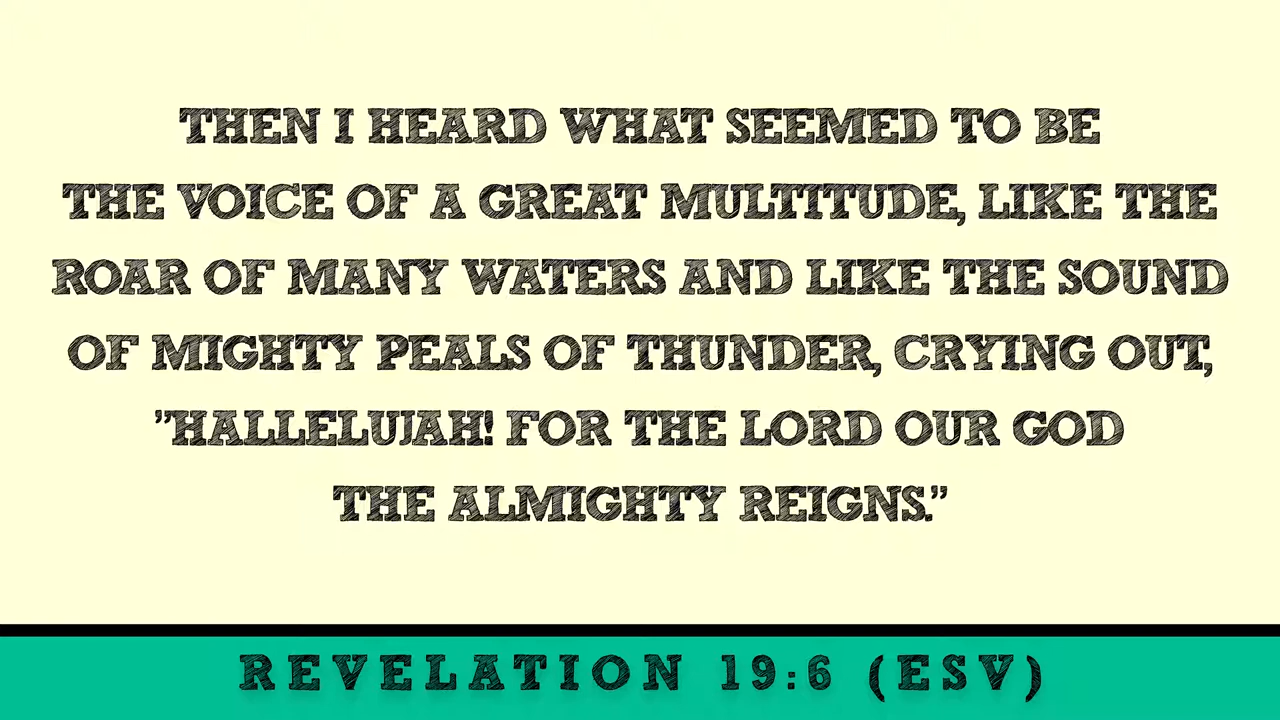 THEN I HEARD WHAT SEEMED TO BE
THE VOICE OF A GREAT MULTITUDE, LIKE THE
ROAR OF MANY WATERS AND LIKE THE SOUND
OF MIGHTY PEALS OF THUNDER, CRYING OUT,
”HALLELUJAH! FOR THE LORD OUR GOD
THE ALMIGHTY REIGNS.”
REVELATION 19:6 (ESV)